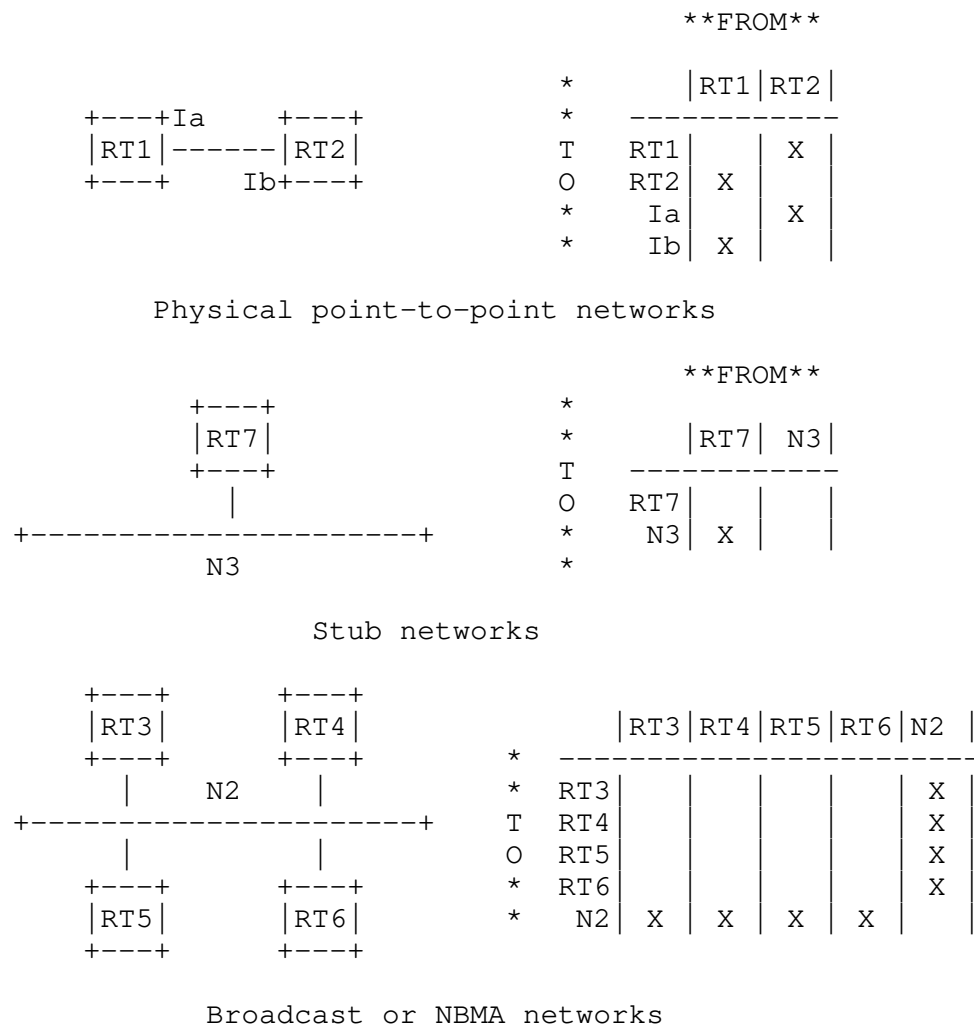 **FROM**

                                           *      |RT1|RT2|
                +---+Ia    +---+           *   ------------
                |RT1|------|RT2|           T   RT1|   | X |
                +---+    Ib+---+           O   RT2| X |   |
                                           *    Ia|   | X |
                                           *    Ib| X |   |

                     Physical point-to-point networks

                                                  **FROM**
                      +---+                *
                      |RT7|                *      |RT7| N3|
                      +---+                T   ------------
                        |                  O   RT7|   |   |
            +----------------------+       *    N3| X |   |
                       N3                  *

                              Stub networks

                +---+      +---+
                |RT3|      |RT4|              |RT3|RT4|RT5|RT6|N2 |
                +---+      +---+        *  ------------------------
                  |    N2    |          *  RT3|   |   |   |   | X |
            +----------------------+    T  RT4|   |   |   |   | X |
                  |          |          O  RT5|   |   |   |   | X |
                +---+      +---+        *  RT6|   |   |   |   | X |
                |RT5|      |RT6|        *   N2| X | X | X | X |   |
                +---+      +---+

                       Broadcast or NBMA networks